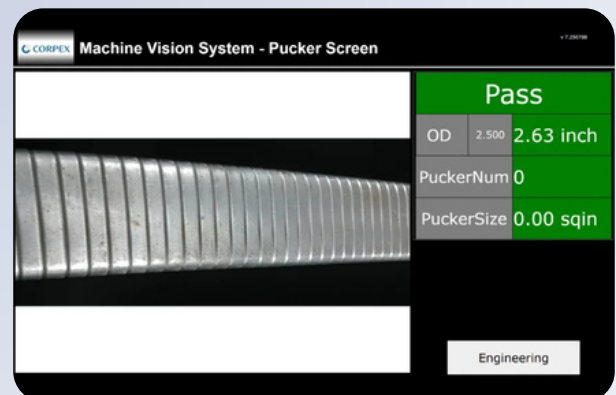 CORPEX Machine Vision System - Pucker Screen
Pass
OD 2.500 2.63 inch
PuckerNum 0
PuckerSize 0.00 sqin
Engineering